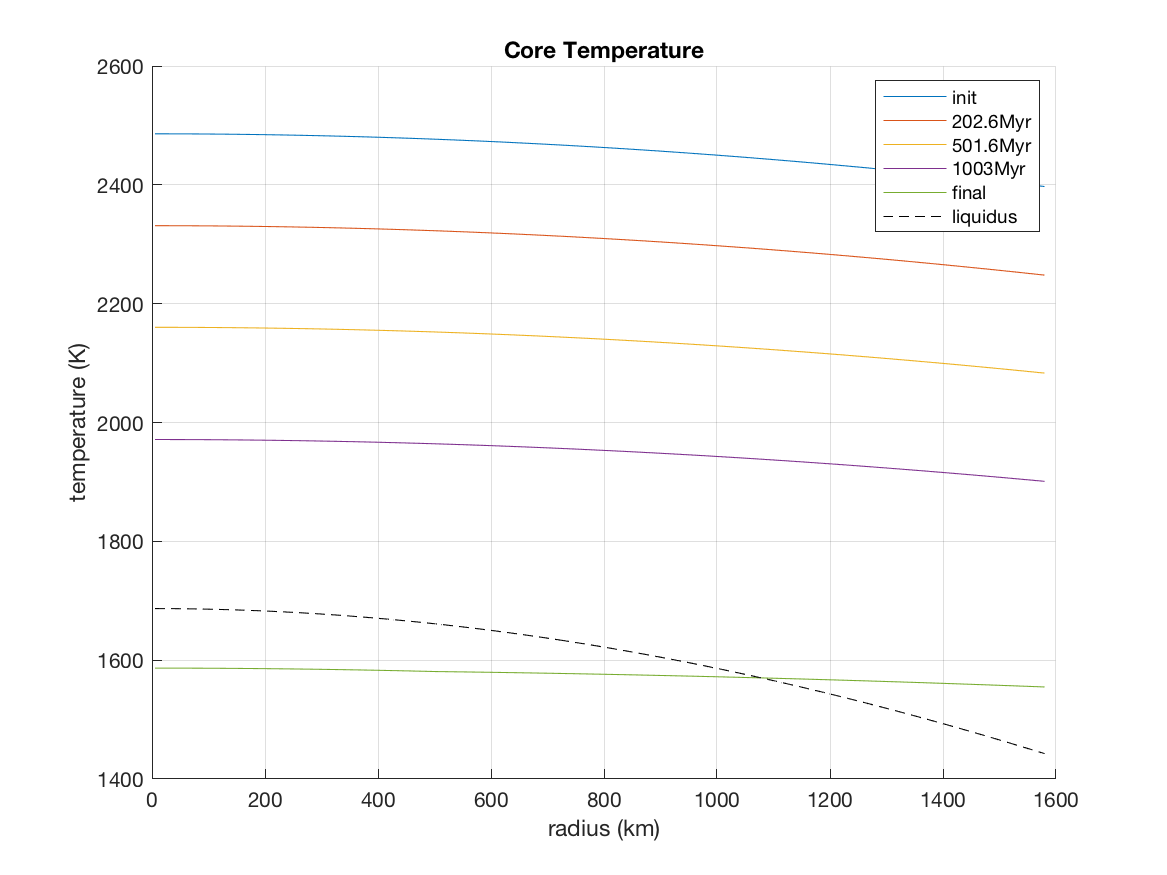 Core Temperature
2600
2400
2200
2000
1800
1600
1400
temperature (K)
init
202.6Myr
501.6Myr
1003Myr
final
liquidus
0 200 400 600 800 1000 1200 1400 1600
radius (km)